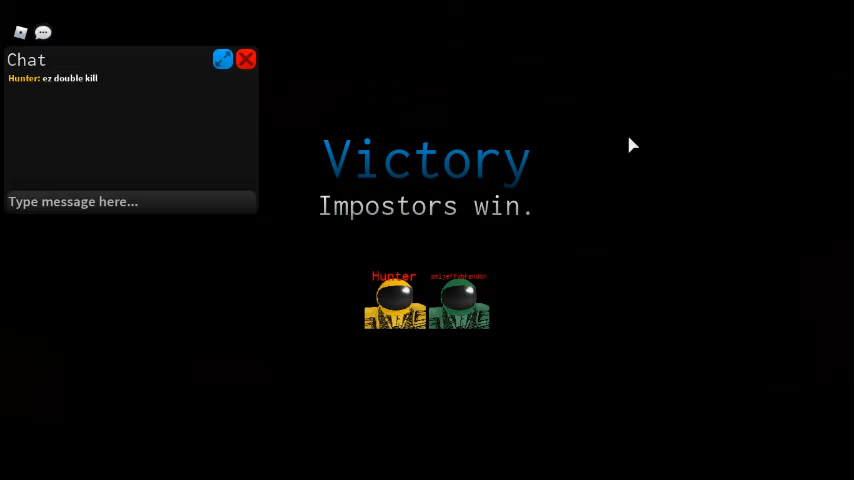 Chat
Hunter: ez double kill
Type message here...
Victory
Impostors win.
Hunter